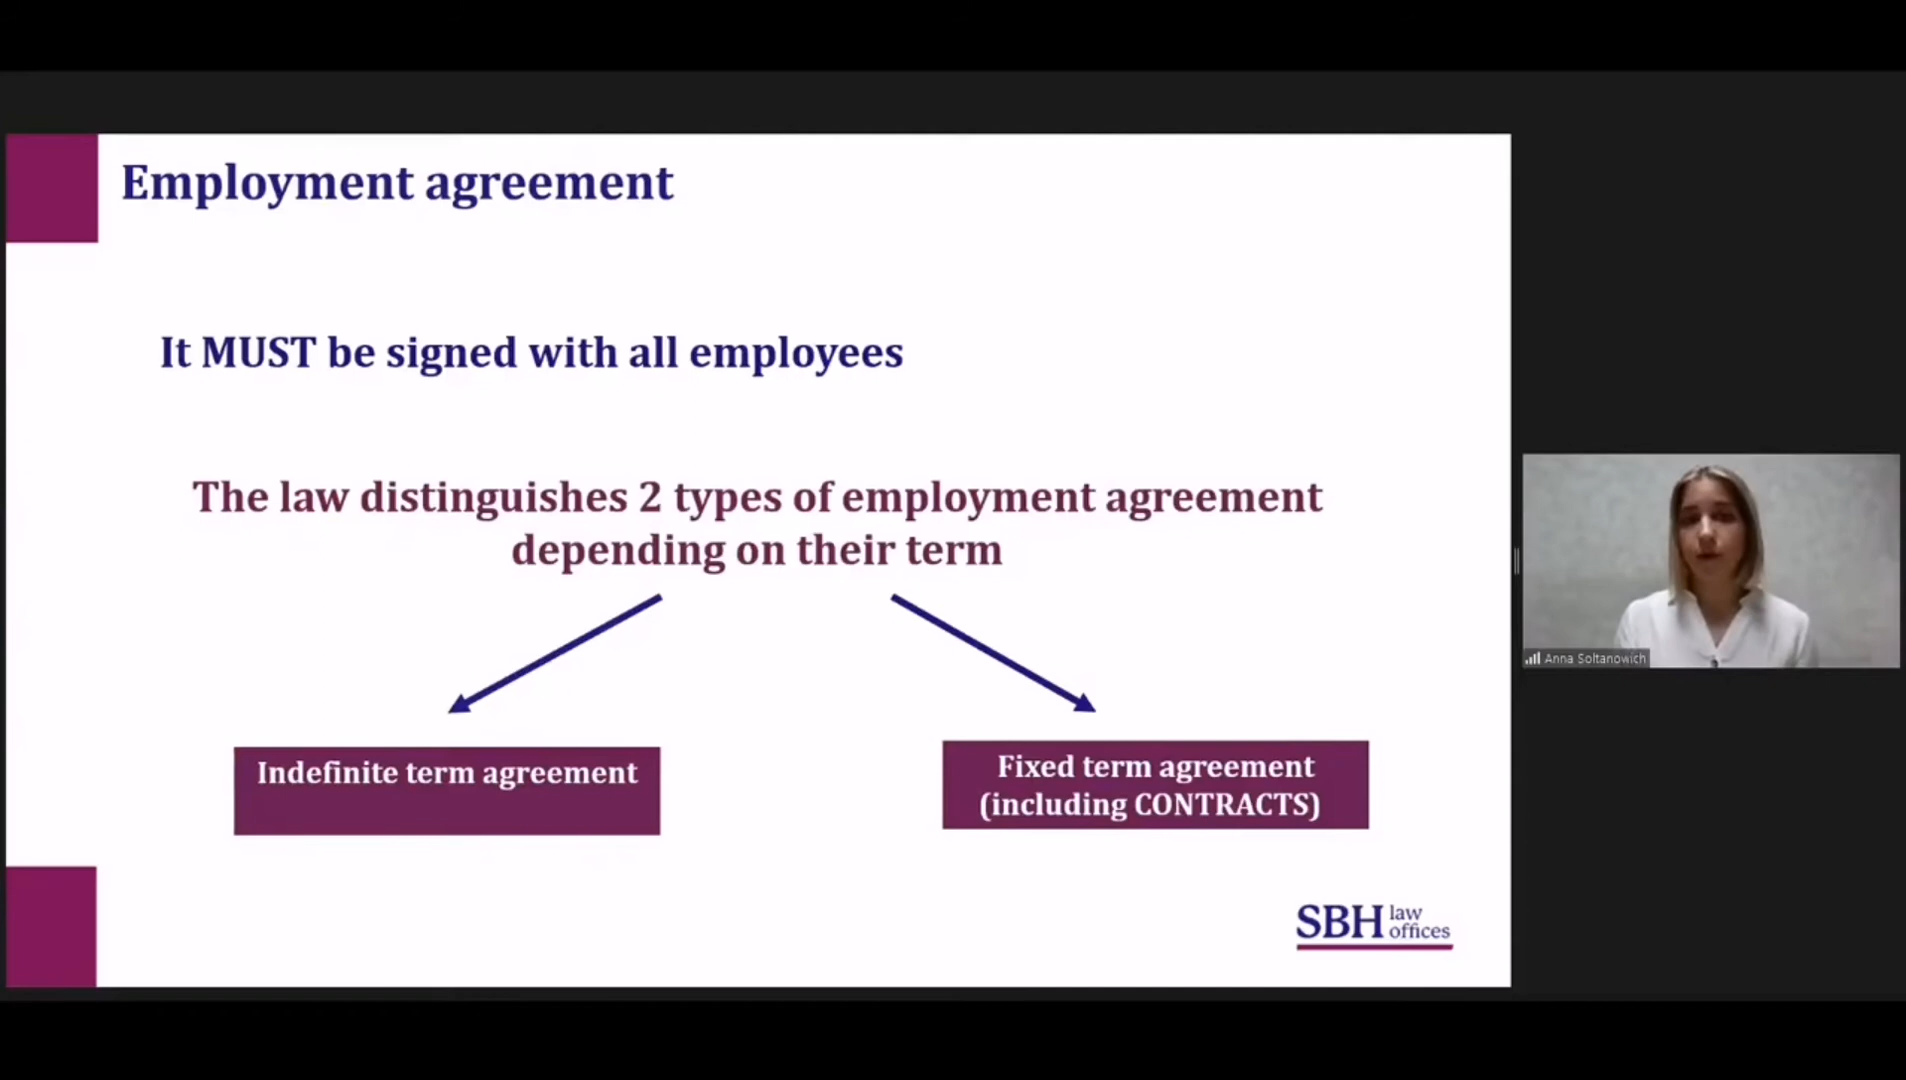 Employment agreement
It MUST be signed with all employees
The law distinguishes 2 types of employment agreement
depending on their term
Indefinite term agreement
Fixed term agreement
(including CONTRACTS)
SBH law
offices
Anna Soltanowich